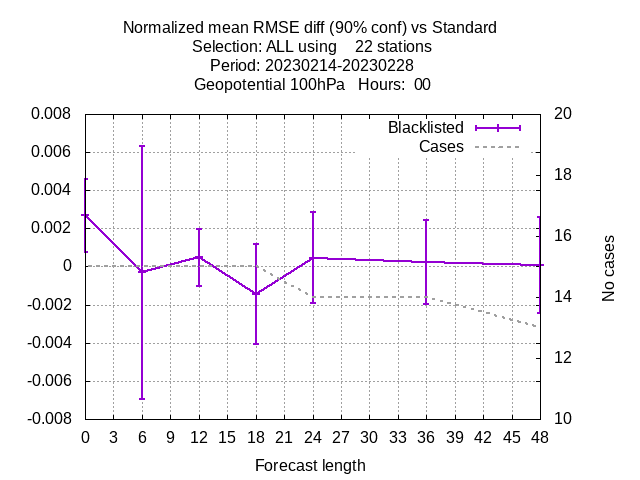 Normalized mean RMSE diff (90% conf) vs Standard
Selection: ALL using    22 stations
Period: 20230214-20230228
Geopotential 100hPa   Hours:  00
0.008
0.006
0.004
0.002
0
-0.002
-0.004
-0.006
-0.008
Blacklisted
Cases
20
18
16
14
12
10
No cases
0 3 6 9 12 15 18 21 24 27 30 33 36 39 42 45 48
Forecast length